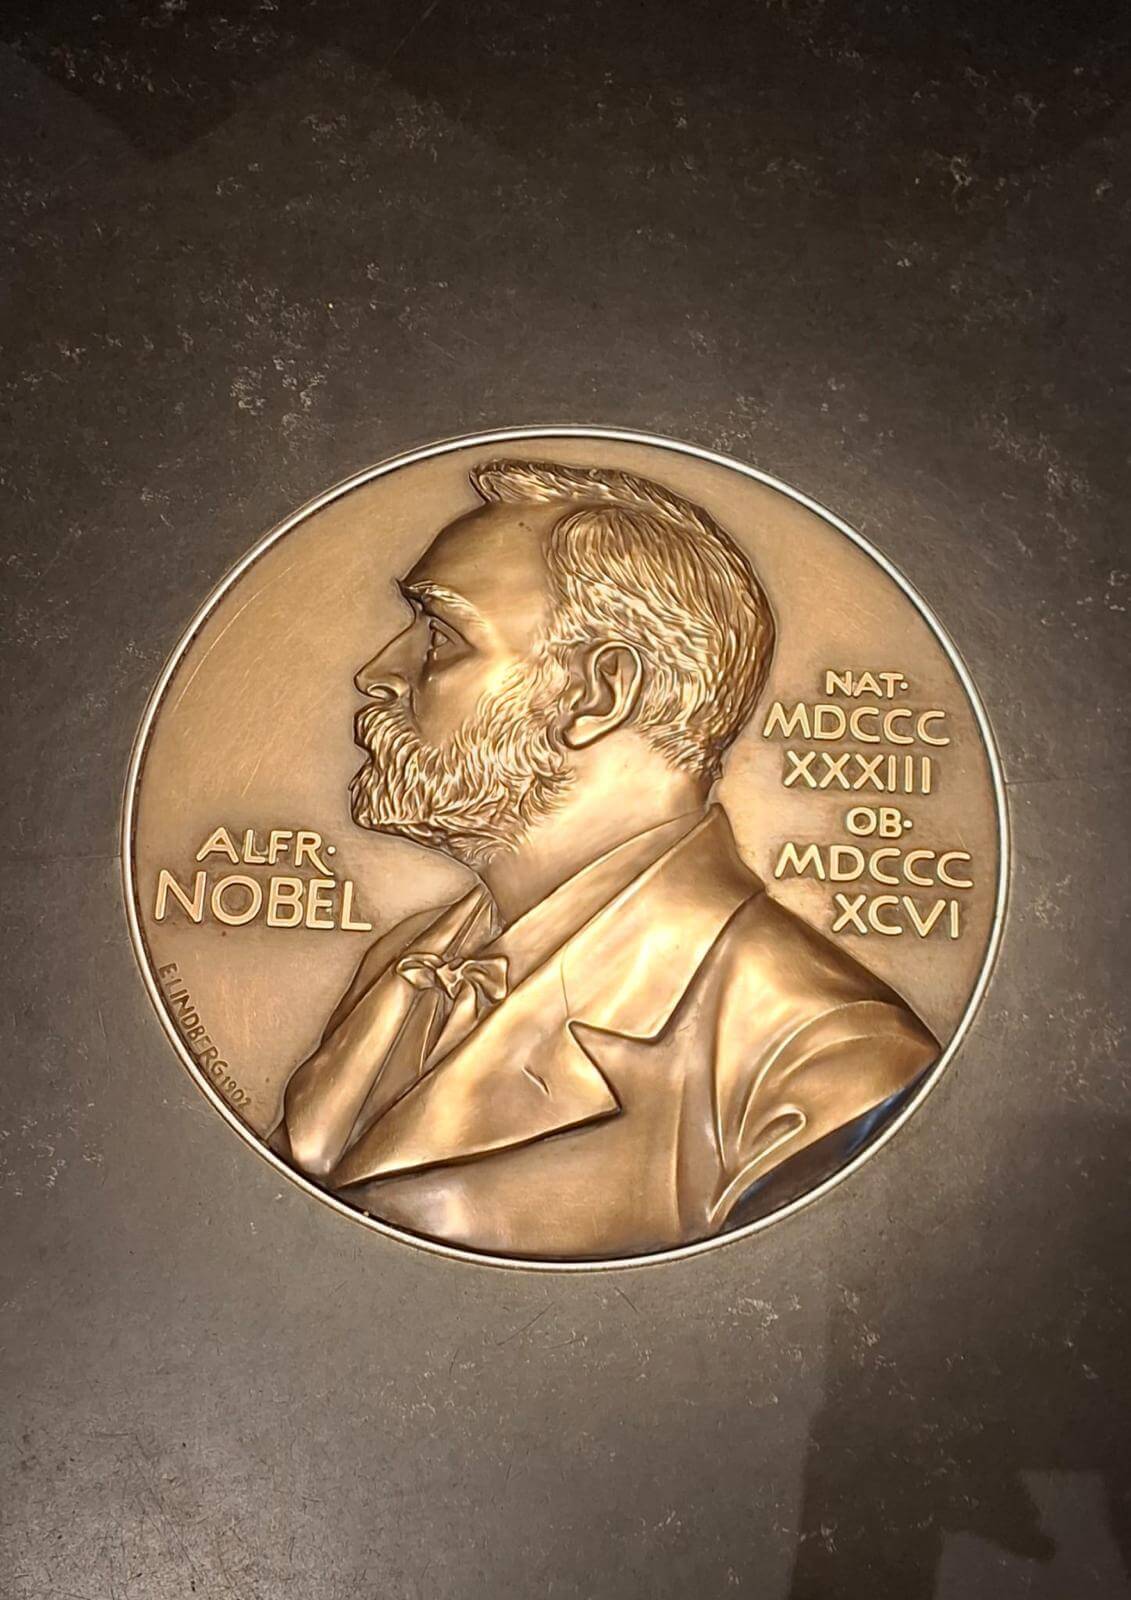 ALFR·
NOBEL
E·LINDBERG 1902
NAT·
MDCCC
XXXIII
OB·
MDCCC
XCVI